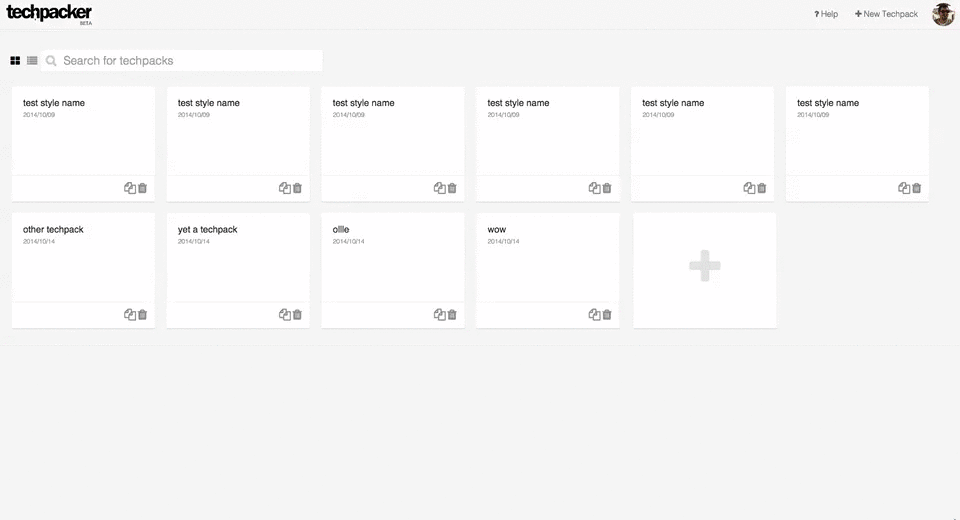 techpacker
BETA
? Help
New Techpack
Search for techpacks
test style name
2014/10/09
test style name
2014/10/09
test style name
2014/10/09
test style name
2014/10/09
test style name
2014/10/09
test style name
2014/10/09
other techpack
2014/10/14
yet a techpack
2014/10/14
ollle
2014/10/14
wow
2014/10/14